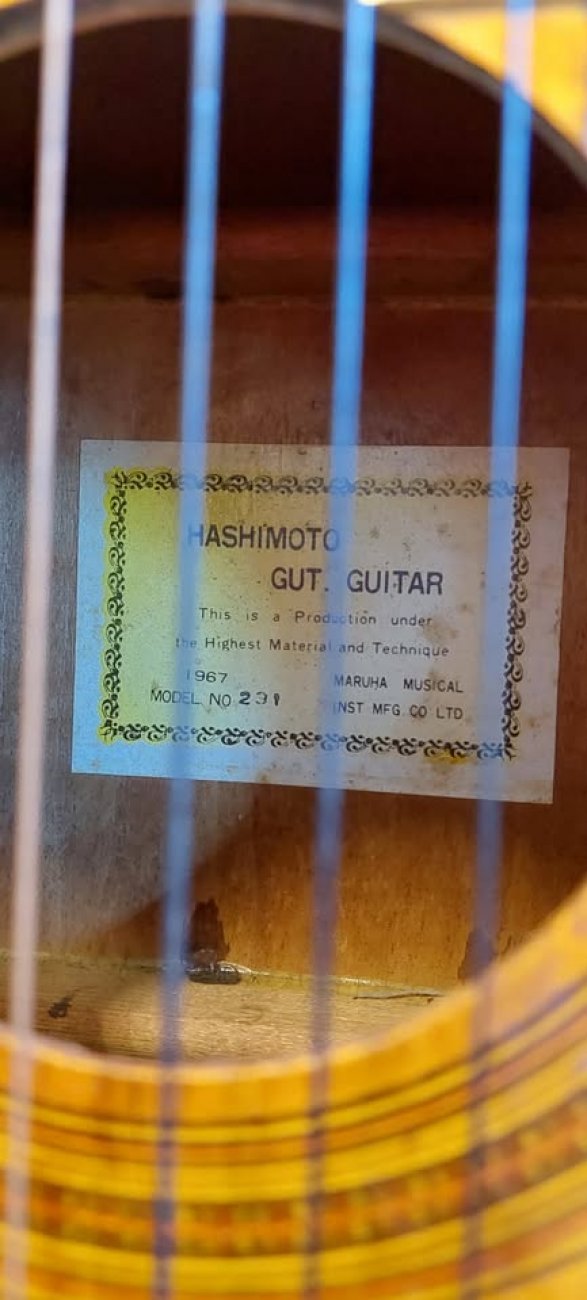 HASHIMOTO
GUT. GUITAR
This is a Production under
the Highest Material and Technique
1967 MARUHA MUSICAL
MODEL NO 231 INST MFG. CO LTD